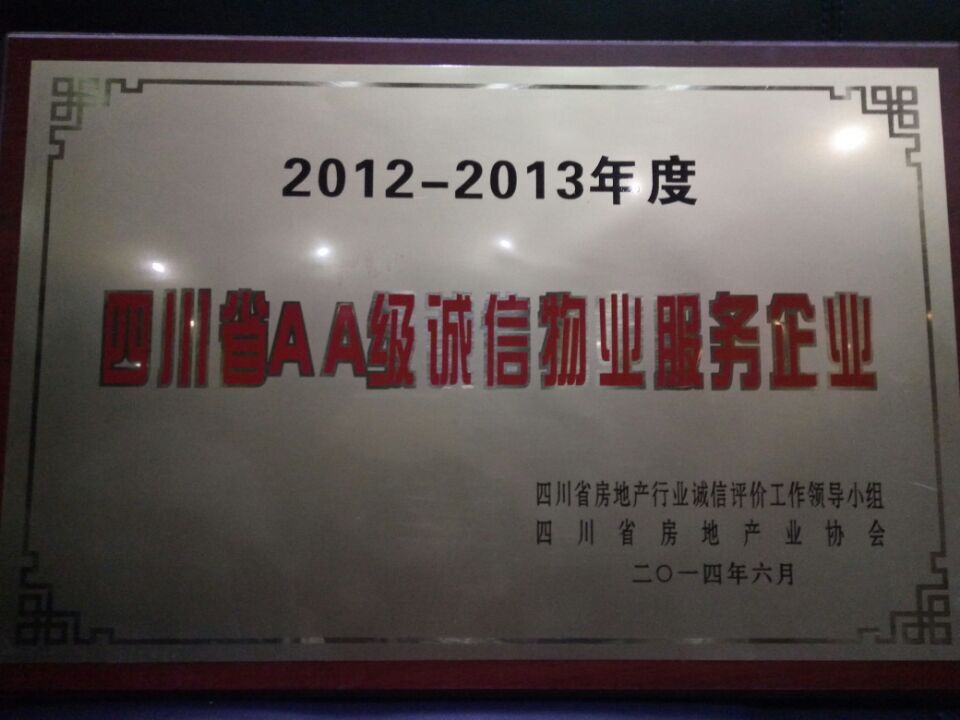 2012-2013年度
四川省AA级诚信物业服务企业
四川省房地产行业诚信评价工作领导小组
四川省房地产业协会
二〇一四年六月